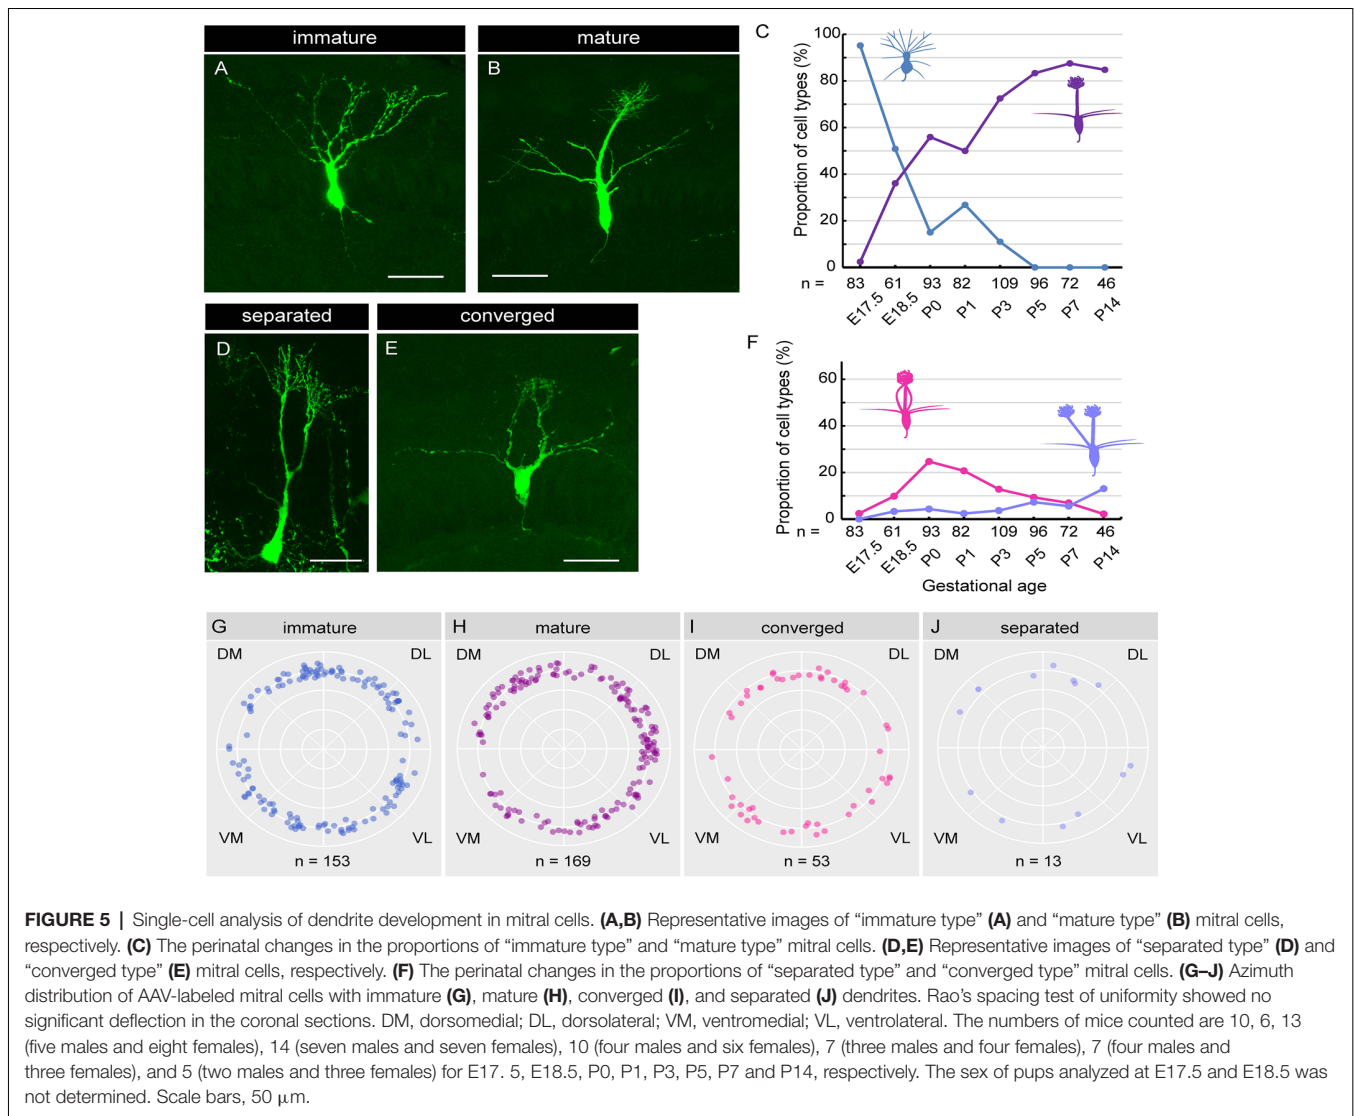 immature
mature
A
B
C
Proportion of cell types (%)
100
80
60
40
20
0
n = 83 61 93 82 109 96 72 46
E17.5 E18.5 P0 P1 P3 P5 P7 P14
separated
converged
D
E
F
Proportion of cell types (%)
60
40
20
0
n = 83 61 93 82 109 96 72 46
E17.5 E18.5 P0 P1 P3 P5 P7 P14
Gestational age
G immature
DM DL
VM VL
n = 153
H mature
DM DL
VM VL
n = 169
I converged
DM DL
VM VL
n = 53
J separated
DM DL
VM VL
n = 13
FIGURE 5 | Single-cell analysis of dendrite development in mitral cells. (A,B) Representative images of “immature type” (A) and “mature type” (B) mitral cells,
respectively. (C) The perinatal changes in the proportions of “immature type” and “mature type” mitral cells. (D,E) Representative images of “separated type” (D) and
“converged type” (E) mitral cells, respectively. (F) The perinatal changes in the proportions of “separated type” and “converged type” mitral cells. (G–J) Azimuth
distribution of AAV-labeled mitral cells with immature (G), mature (H), converged (I), and separated (J) dendrites. Rao’s spacing test of uniformity showed no
significant deflection in the coronal sections. DM, dorsomedial; DL, dorsolateral; VM, ventromedial; VL, ventrolateral. The numbers of mice counted are 10, 6, 13
(five males and eight females), 14 (seven males and seven females), 10 (four males and six females), 7 (three males and four females), 7 (four males and
three females), and 5 (two males and three females) for E17. 5, E18.5, P0, P1, P3, P5, P7 and P14, respectively. The sex of pups analyzed at E17.5 and E18.5 was
not determined. Scale bars, 50 μm.